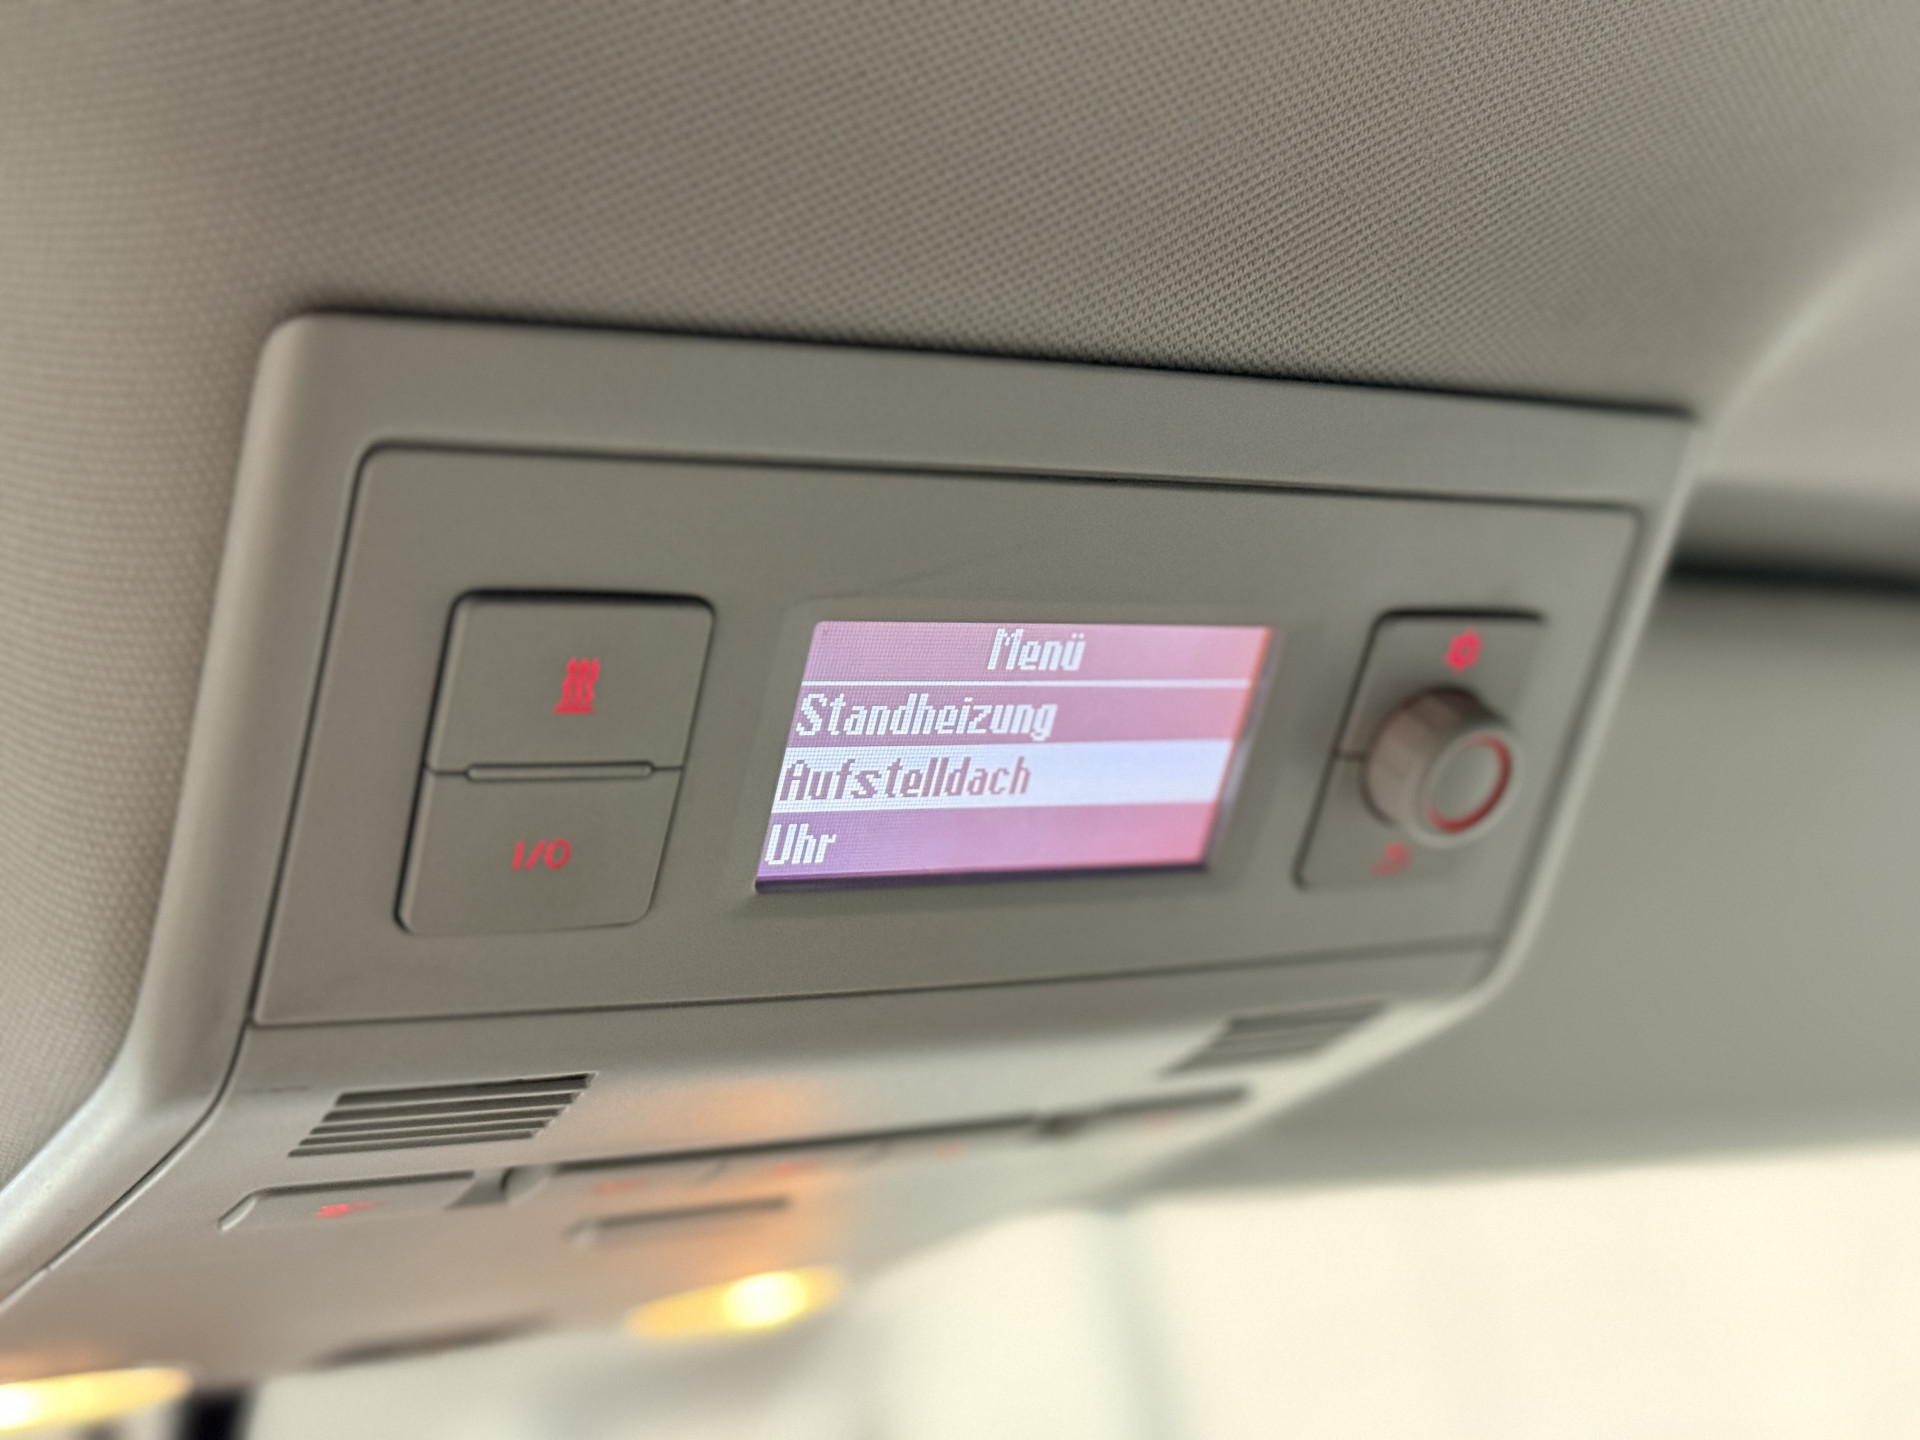 Menü
Standheizung
Aufstelldach
Uhr
I/O